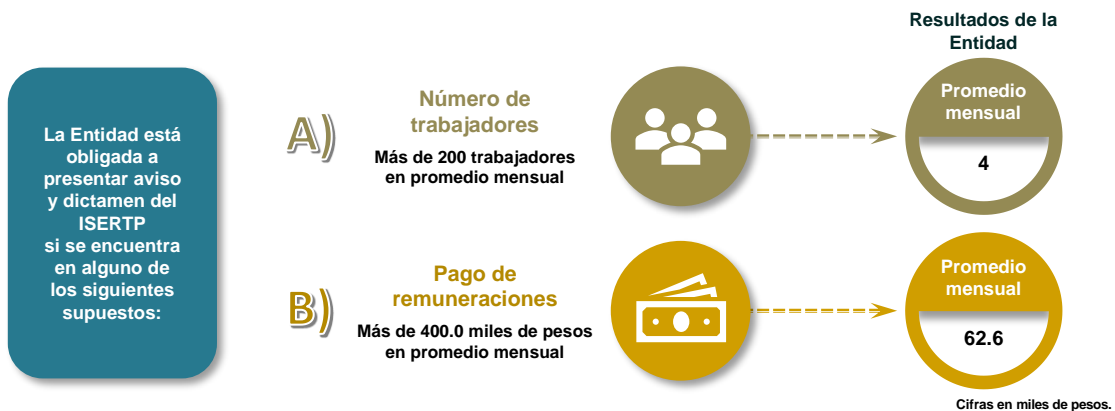 La Entidad está
obligada a
presentar aviso
y dictamen del
ISERTP
si se encuentra
en alguno de
los siguientes
supuestos:
A)
Número de
trabajadores
Más de 200 trabajadores
en promedio mensual
Resultados de la
Entidad
Promedio
mensual
4
B)
Pago de
remuneraciones
Más de 400.0 miles de pesos
en promedio mensual
Promedio
mensual
62.6
Cifras en miles de pesos.